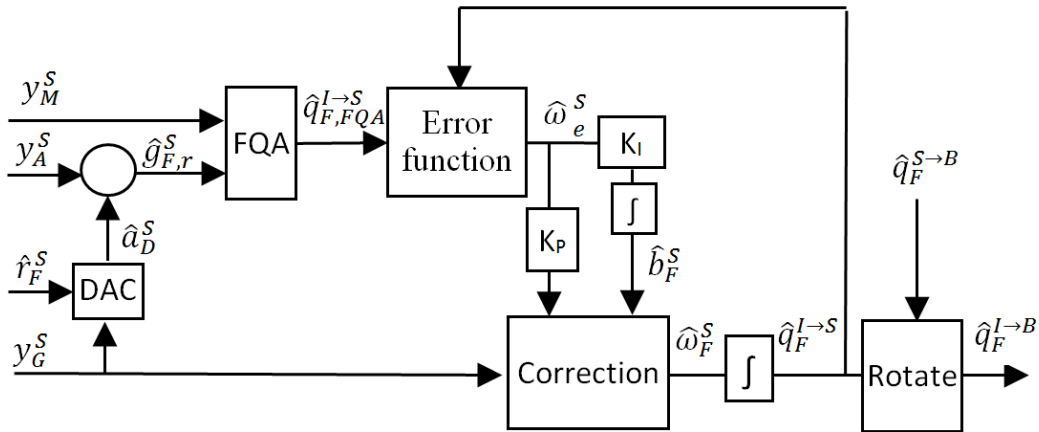 y_M^S
y_A^S
ĝ_{F,r}^S
FQA
q̂_{F,FQA}^{I→S}
Error
function
ω̂_e^S
K_I
∫
K_P
b̂_F^S
â_D^S
r̂_F^S
DAC
y_G^S
Correction
ω̂_F^S
∫
q̂_F^{I→S}
q̂_F^{S→B}
Rotate
q̂_F^{I→B}